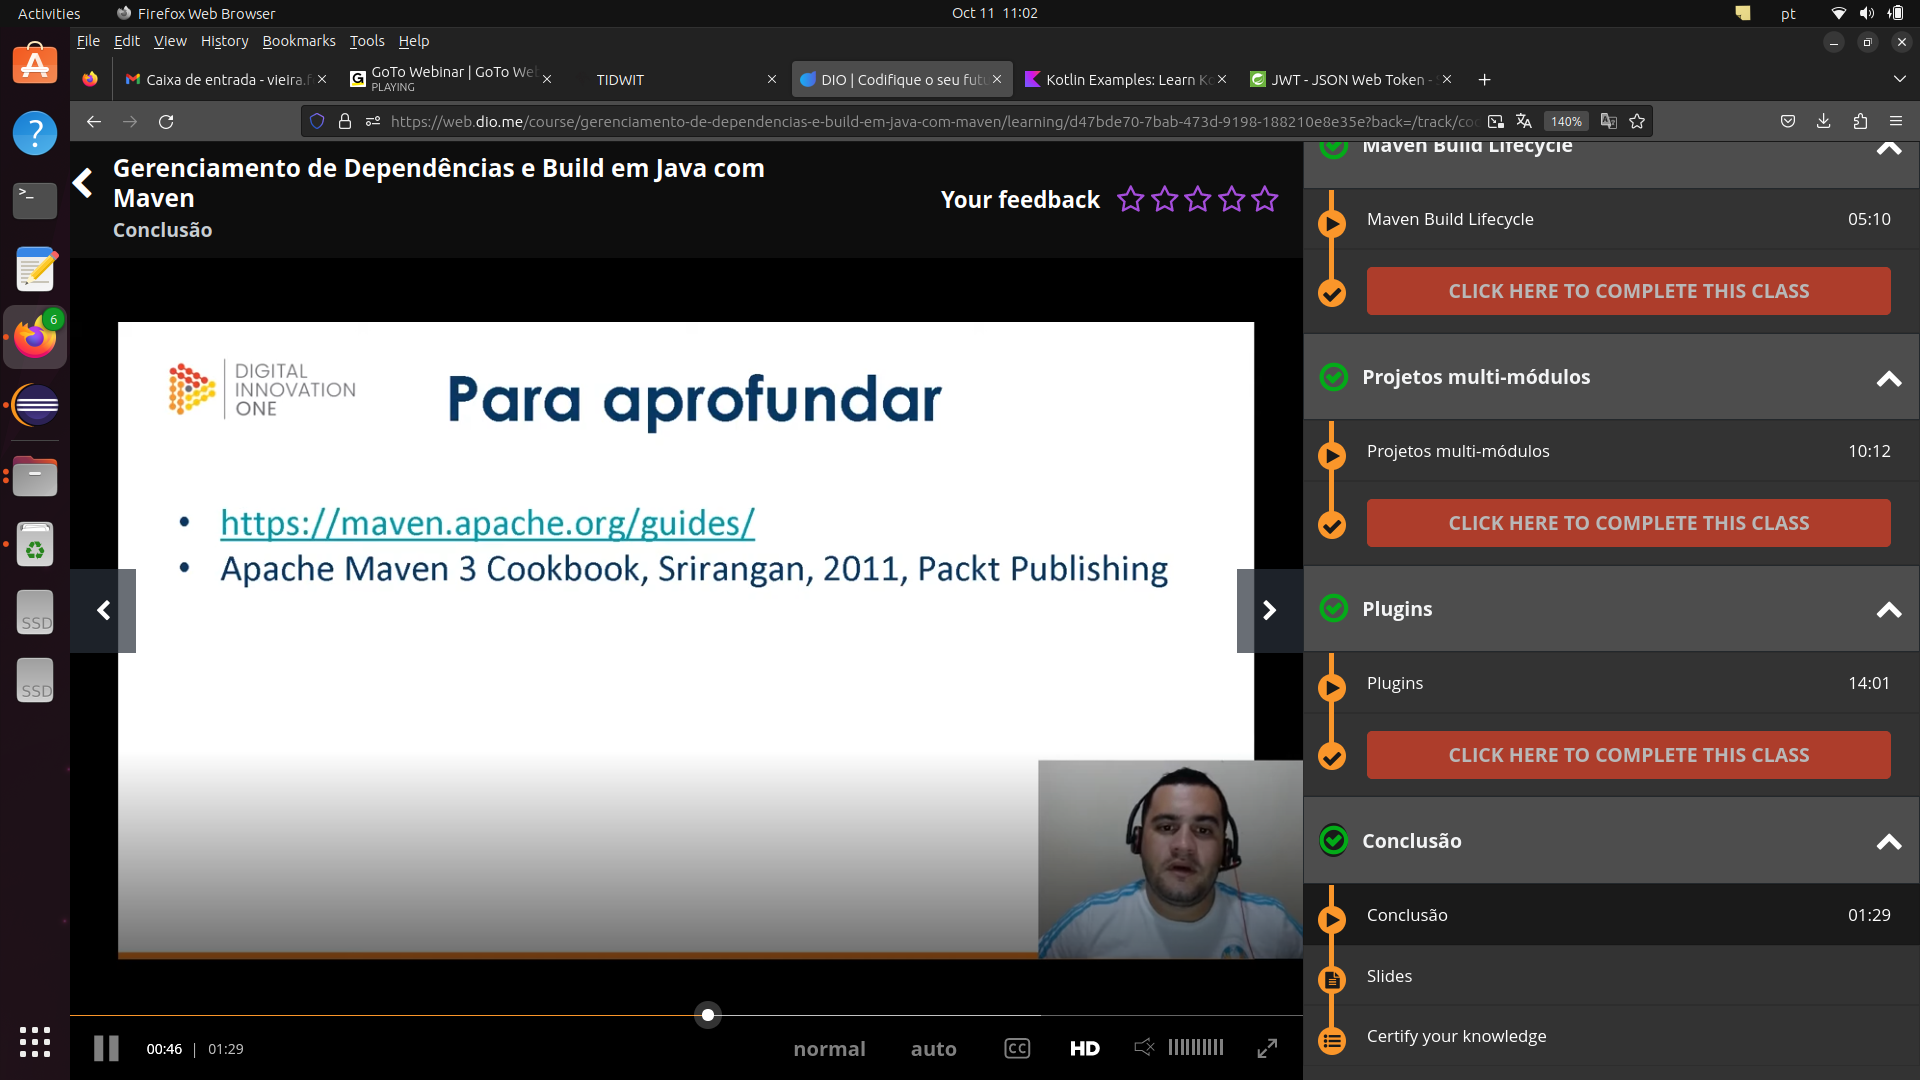 Activities
Firefox Web Browser
Oct 11 11:02
pt
File Edit View History Bookmarks Tools Help
Caixa de entrada - vieira.f
GoTo Webinar | GoTo Web
PLAYING
TIDWIT
DIO | Codifique o seu futu
Kotlin Examples: Learn Ko
JWT - JSON Web Token -
https://web.dio.me/course/gerenciamento-de-dependencias-e-build-em-java-com-maven/learning/d47bde70-7bab-473d-9198-188210e8e35e?back=/track/coc
140%
Gerenciamento de Dependências e Build em Java com
Maven
Conclusão
Your feedback
DIGITAL
INNOVATION
ONE
Para aprofundar
• https://maven.apache.org/guides/
• Apache Maven 3 Cookbook, Srirangan, 2011, Packt Publishing
00:46 | 01:29
normal
auto
CC
HD
Maven Build Lifecycle
Maven Build Lifecycle 05:10
CLICK HERE TO COMPLETE THIS CLASS
Projetos multi-módulos
Projetos multi-módulos 10:12
CLICK HERE TO COMPLETE THIS CLASS
Plugins
Plugins 14:01
CLICK HERE TO COMPLETE THIS CLASS
Conclusão
Conclusão 01:29
Slides
Certify your knowledge
6
SSD
SSD